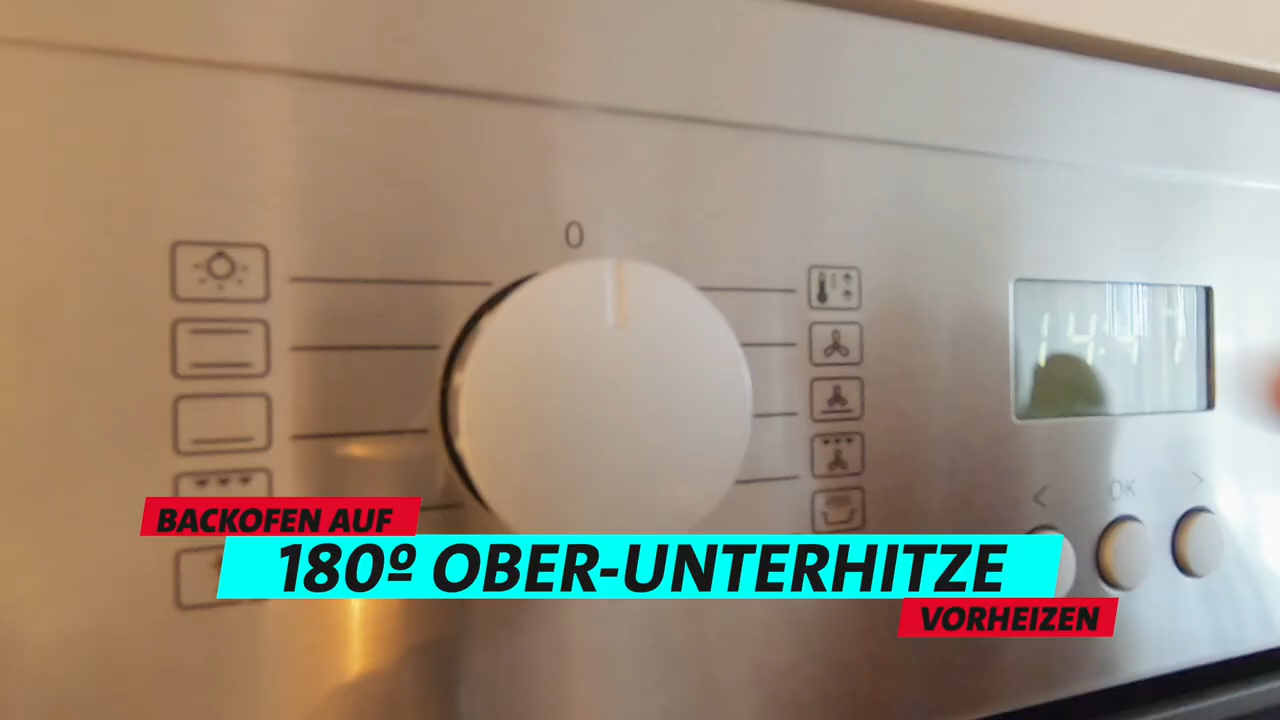 0
14:47
< OK >
BACKOFEN AUF
180º OBER-UNTERHITZE
VORHEIZEN